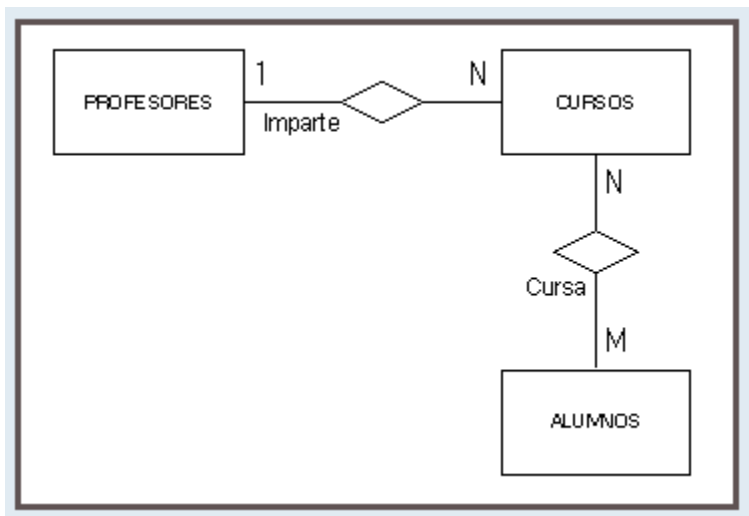 1 N
PROFESORES CURSOS
Imparte
N
Cursa
M
ALUMNOS